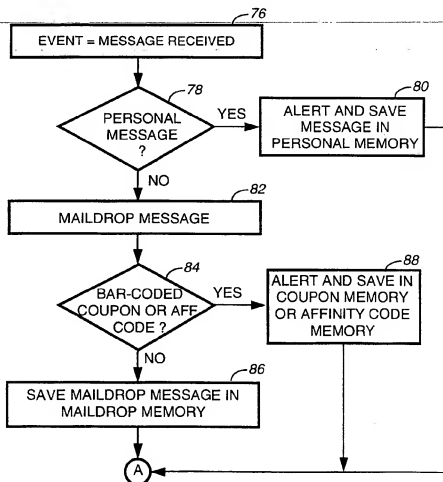 76
EVENT = MESSAGE RECEIVED
78
PERSONAL
MESSAGE
?
YES
NO
80
ALERT AND SAVE
MESSAGE IN
PERSONAL MEMORY
82
MAILDROP MESSAGE
84
BAR-CODED
COUPON OR AFF
CODE ?
YES
NO
88
ALERT AND SAVE IN
COUPON MEMORY
OR AFFINITY CODE
MEMORY
86
SAVE MAILDROP MESSAGE IN
MAILDROP MEMORY
A